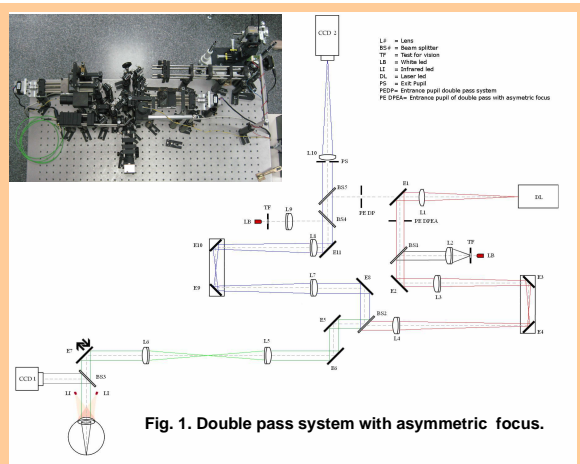 CCD 2
L# = Lens
BS# = Beam splitter
TF = Test for vision
LB = White led
LI = Infrared led
DL = Laser led
PS = Exit Pupil
PEDP= Entrance pupil double pass system
PE DPEA= Entrance pupil of double pass with asymetric focus
L10
PS
BS5
PE DP
E1
L1
DL
TF
L9
LB
BS4
PE DPEA
E10
L8
E11
BS1
L2
TF
LB
E9
L7
E8
E2
L3
E3
E5
BS2
L4
E4
E7
L6
L5
E6
CCD 1
BS3
LI
LI
Fig. 1. Double pass system with asymmetric focus.